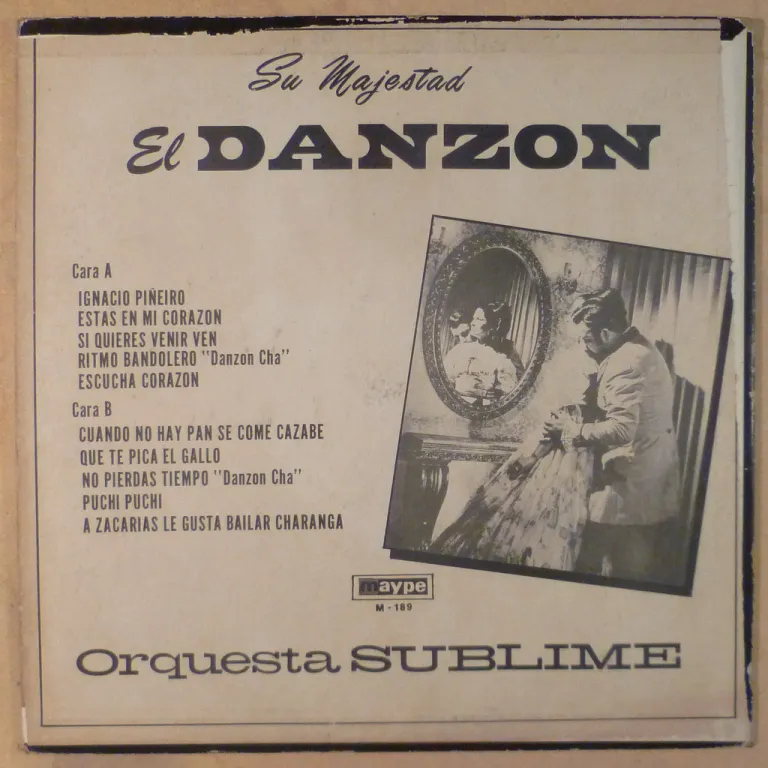 Su Majestad
El DANZON
Cara A
IGNACIO PIÑEIRO
ESTAS EN MI CORAZON
SI QUIERES VENIR VEN
RITMO BANDOLERO "Danzon Cha"
ESCUCHA CORAZON
Cara B
CUANDO NO HAY PAN SE COME CAZABE
QUE TE PICA EL GALLO
NO PIERDAS TIEMPO "Danzon Cha"
PUCHI PUCHI
A ZACARIAS LE GUSTA BAILAR CHARANGA
maype
M - 189
Orquesta SUBLIME